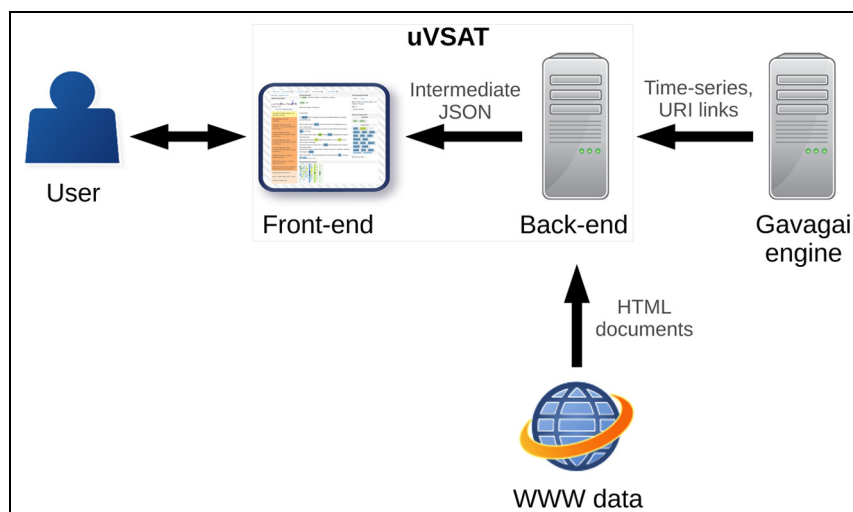 uVSAT
Intermediate
JSON
Time-series,
URI links
User
Front-end
Back-end
Gavagai
engine
HTML
documents
WWW data